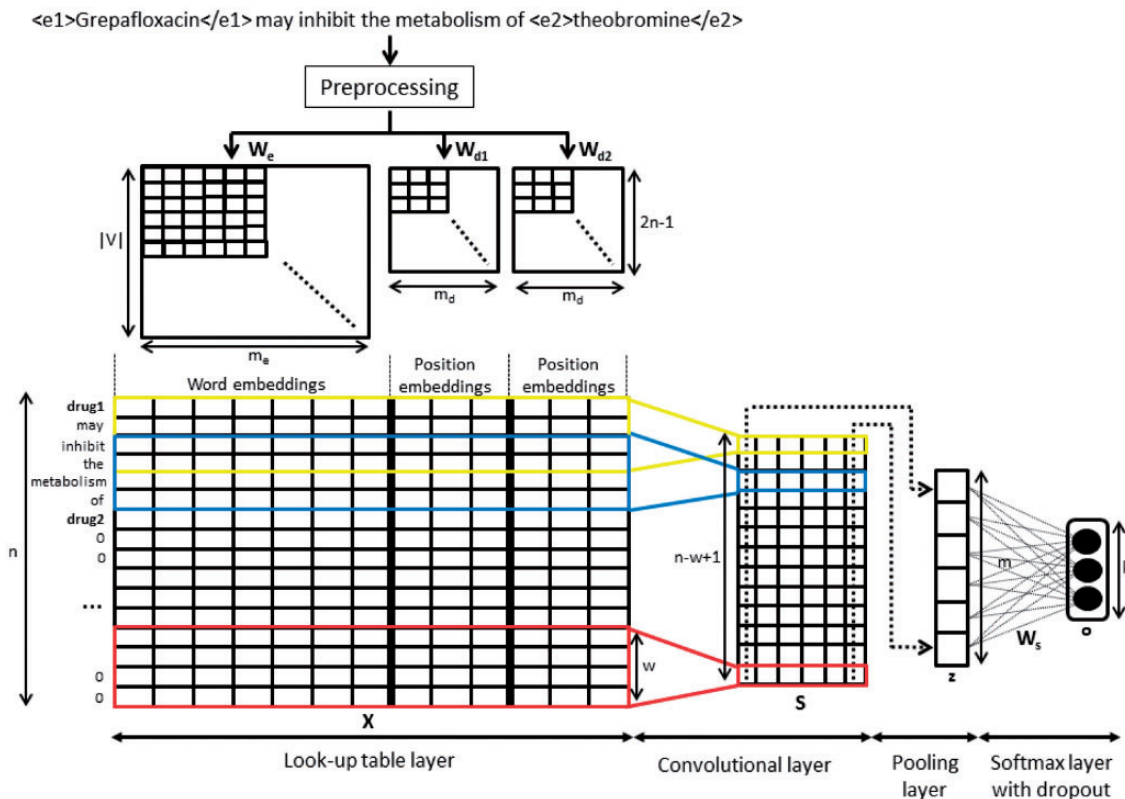 <e1>Grepafloxacin</e1> may inhibit the metabolism of <e2>theobromine</e2>
Preprocessing
We
Wd1
Wd2
|V|
2n-1
me
md
md
Word embeddings
Position
embeddings
Position
embeddings
drug1
may
inhibit
the
metabolism
of
drug2
0
0
...
0
0
n
w
X
n-w+1
S
m
z
Ws
o
Look-up table layer
Convolutional layer
Pooling
layer
Softmax layer
with dropout